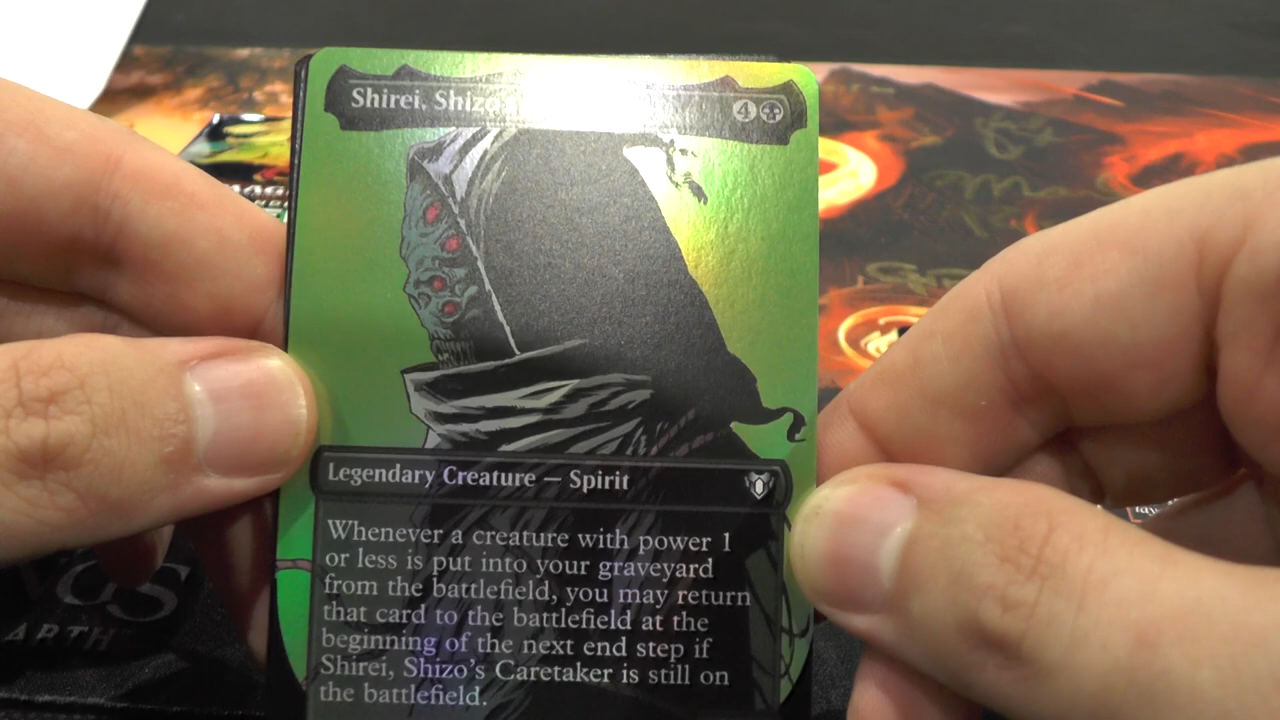 Shirei, Shizo
4
Legendary Creature — Spirit
Whenever a creature with power 1
or less is put into your graveyard
from the battlefield, you may return
that card to the battlefield at the
beginning of the next end step if
Shirei, Shizo's Caretaker is still on
the battlefield.